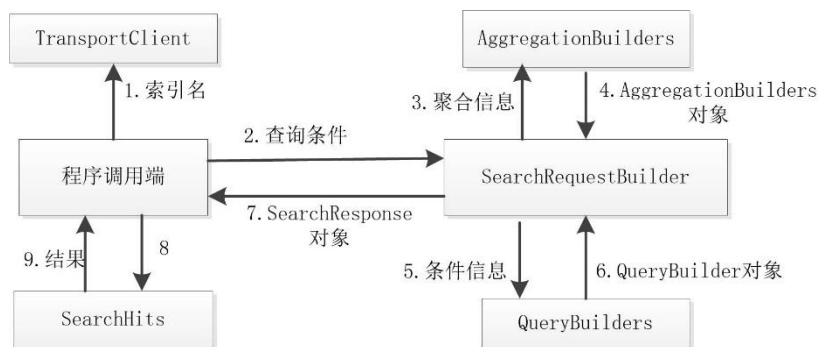 TransportClient
AggregationBuilders
1.索引名
3.聚合信息
4.AggregationBuilders
对象
2.查询条件
程序调用端
SearchRequestBuilder
7.SearchResponse
对象
9.结果
8
5.条件信息
6.QueryBuilder对象
SearchHits
QueryBuilders